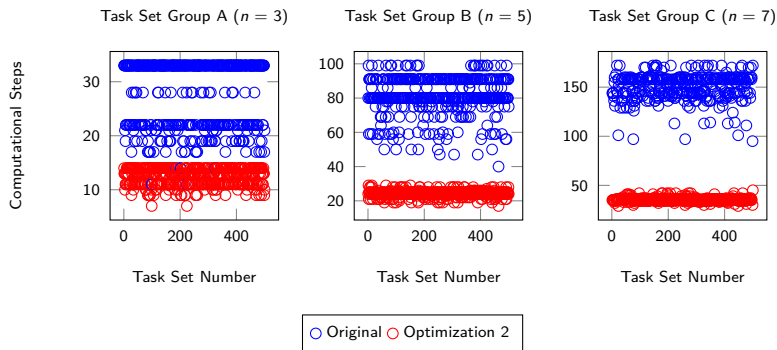 Task Set Group A (n = 3)
Task Set Group B (n = 5)
Task Set Group C (n = 7)
Computational Steps
30
20
10
100
80
60
40
20
150
100
50
0 200 400
0 200 400
0 200 400
Task Set Number
Task Set Number
Task Set Number
Original Optimization 2